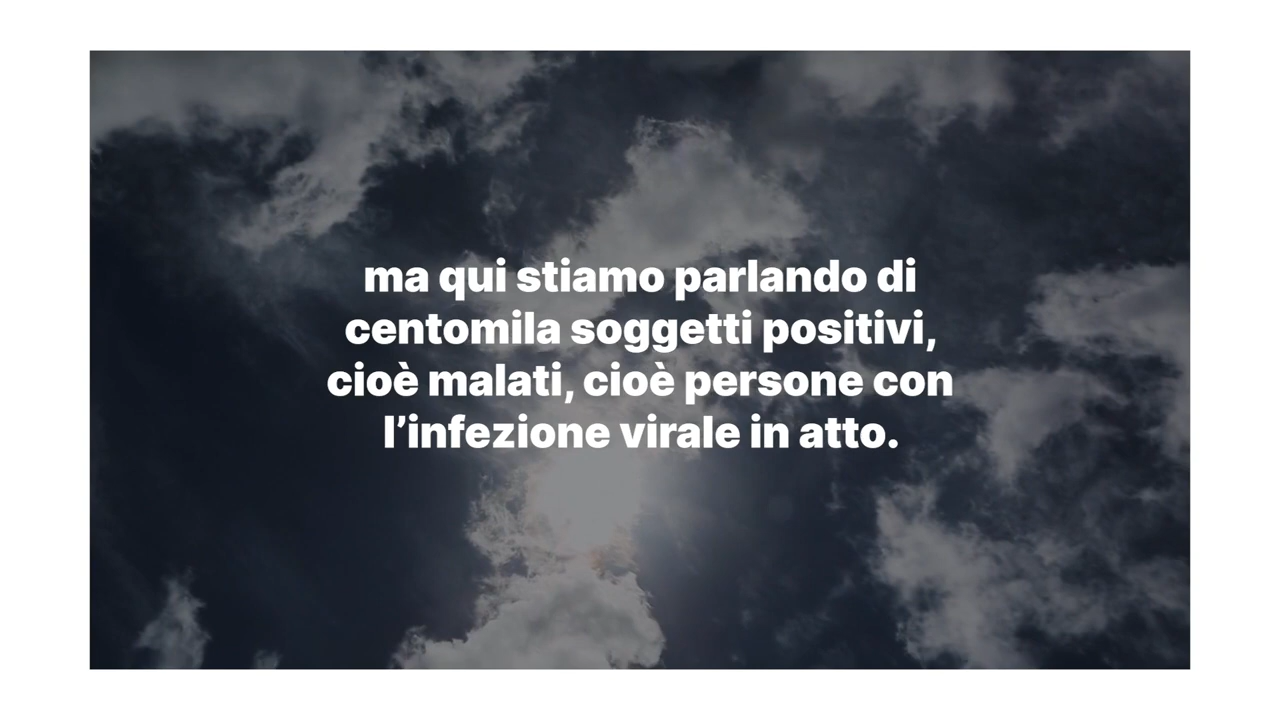 ma qui stiamo parlando di
centomila soggetti positivi,
cioè malati, cioè persone con
l’infezione virale in atto.